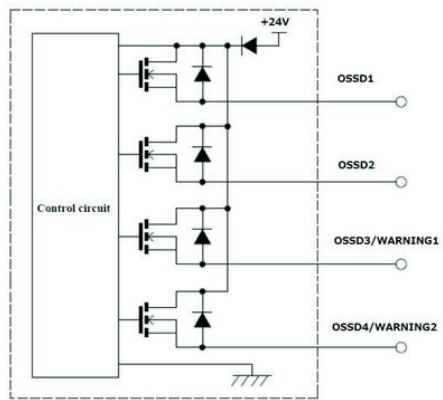 +24V
OSSD1
OSSD2
Control circuit
OSSD3/WARNING1
OSSD4/WARNING2